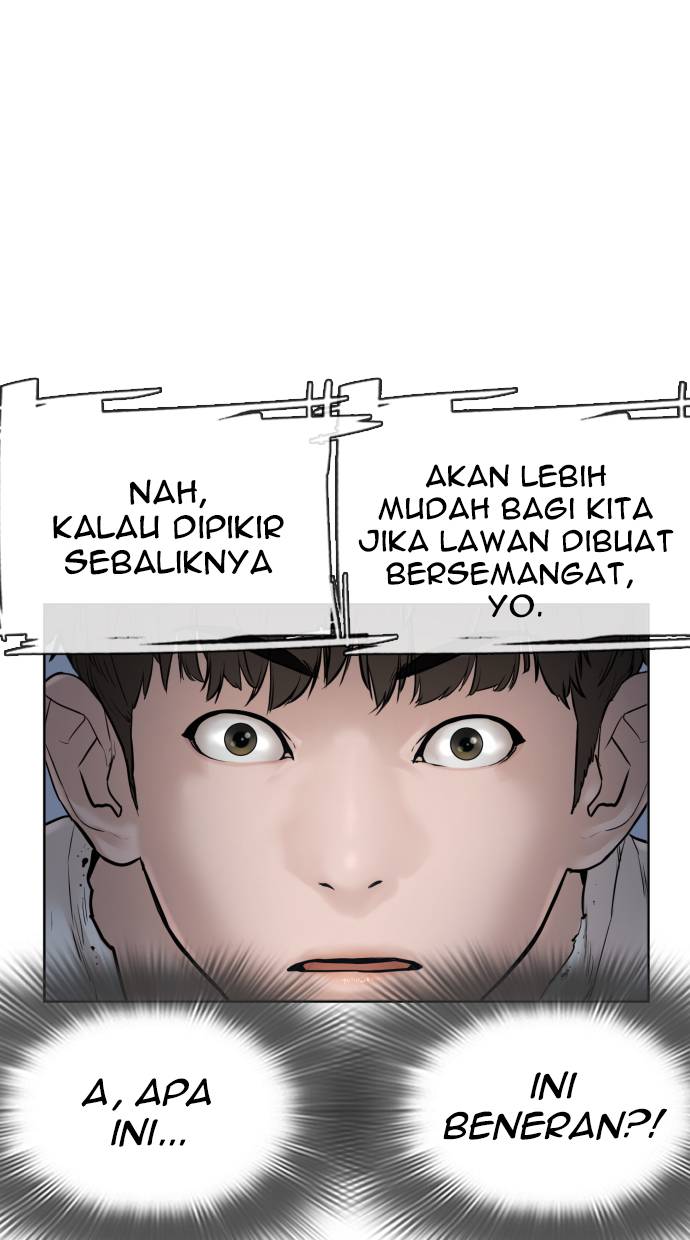 NAH,
KALAU DIPIKIR
SEBALIKNYA
AKAN LEBIH
MUDAH BAGI KITA
JIKA LAWAN DIBUAT
BERSEMANGAT,
YO.
A, APA
INI...
INI
BENERAN?!